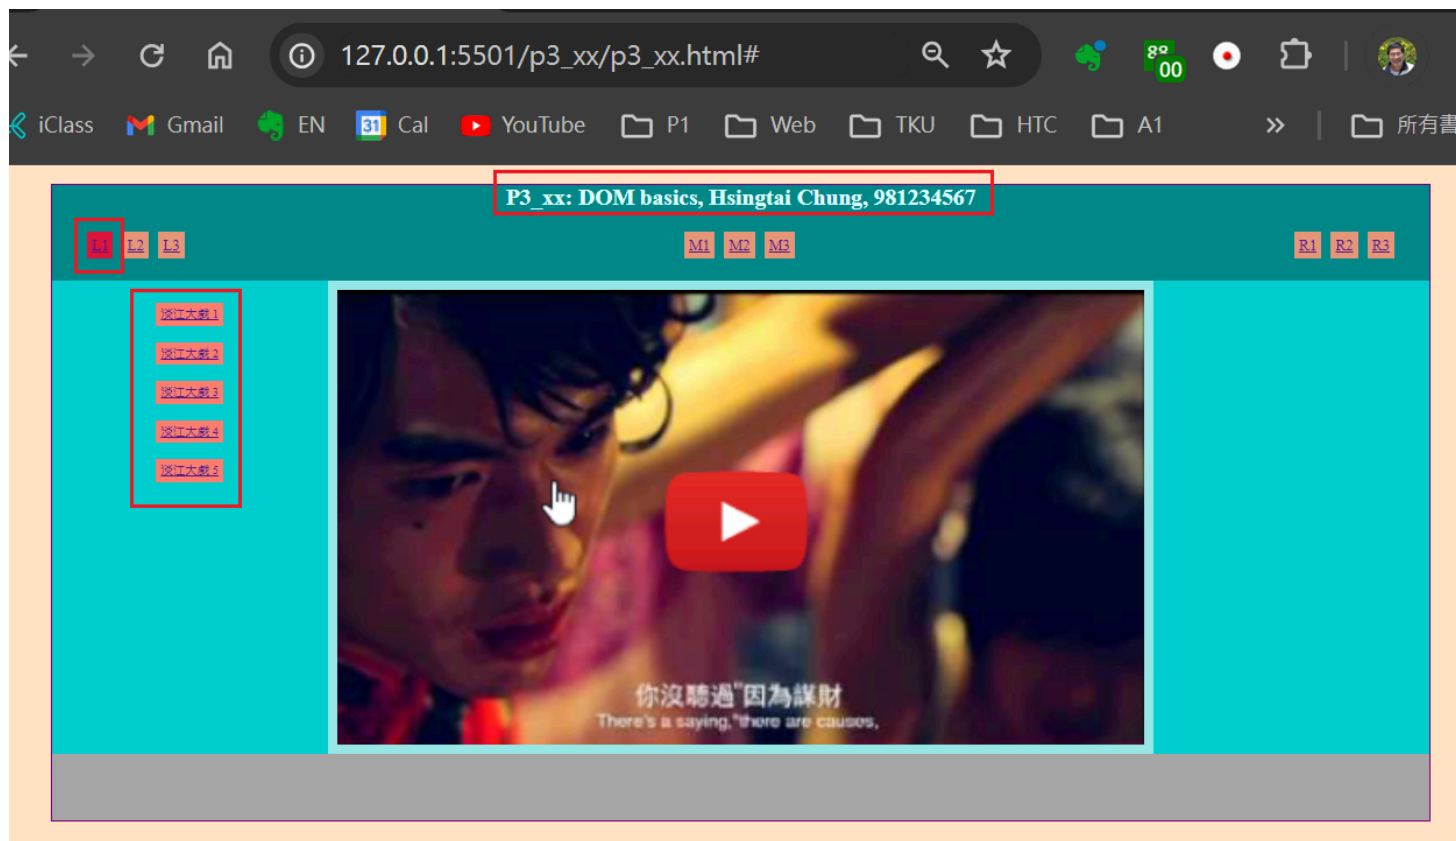 127.0.0.1:5501/p3_xx/p3_xx.html#
88
00
iClass Gmail EN 31 Cal YouTube P1 Web TKU HTC A1 » 所有書
P3_xx: DOM basics, Hsingtai Chung, 981234567
L1 L2 L3 M1 M2 M3 R1 R2 R3
淡江大戲 1
淡江大戲 2
淡江大戲 3
淡江大戲 4
淡江大戲 5
你沒聽過"因為謀財
There's a saying,"there are causes,